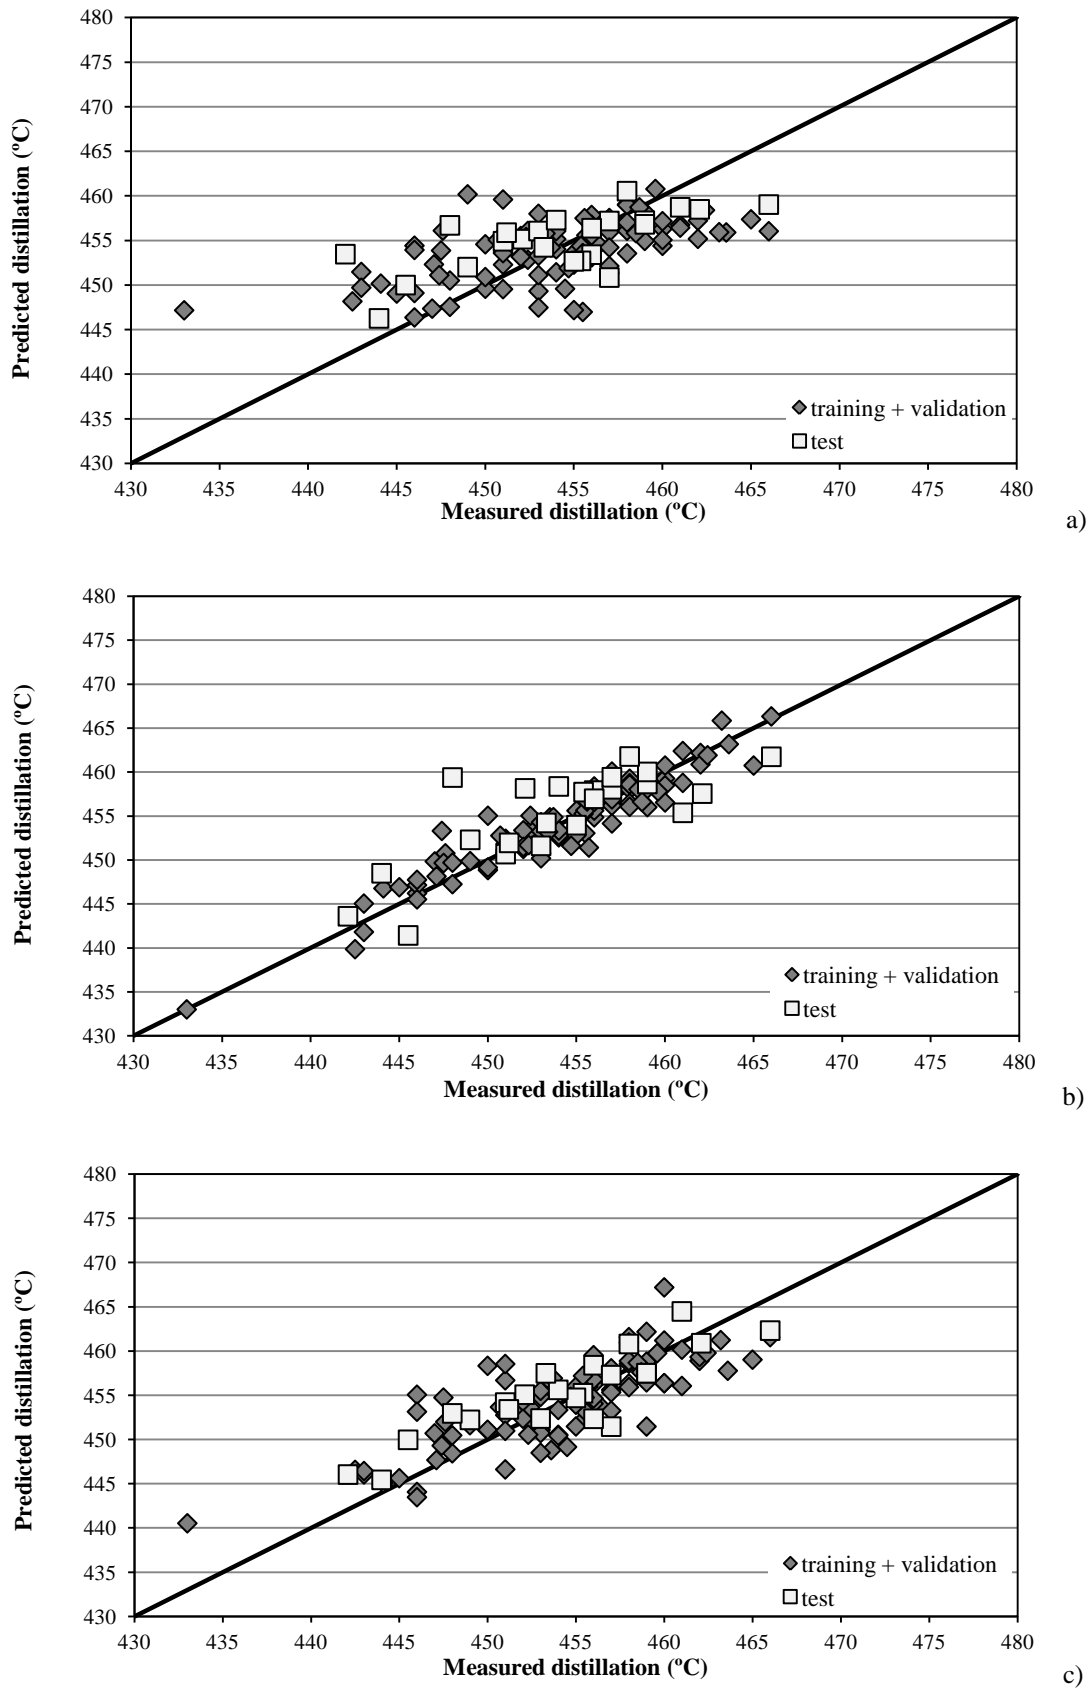 480
475
470
465
460
455
450
445
440
435
430
Predicted distillation (ºC)
training + validation
test
430 435 440 445 450 455 460 465 470 475 480
Measured distillation (ºC)
a)
480
475
470
465
460
455
450
445
440
435
430
Predicted distillation (ºC)
training + validation
test
430 435 440 445 450 455 460 465 470 475 480
Measured distillation (ºC)
b)
480
475
470
465
460
455
450
445
440
435
430
Predicted distillation (ºC)
training + validation
test
430 435 440 445 450 455 460 465 470 475 480
Measured distillation (ºC)
c)